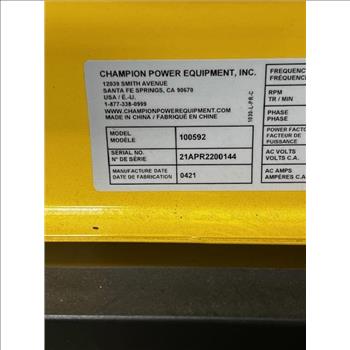 CHAMPION POWER EQUIPMENT, INC.
12039 SMITH AVENUE
SANTA FE SPRINGS, CA 90670
USA / É.-U.
1-877-338-0999
WWW.CHAMPIONPOWEREQUIPMENT.COM
MADE IN CHINA / FABRIQUÉ EN CHINE
MODEL
MODÈLE
100592
SERIAL NO.
N° DE SÉRIE
21APR2200144
MANUFACTURE DATE
DATE DE FABRICATION
0421
1030-L-PR-C
FREQUENCY
FRÉQUENC
RPM
TR / MIN
PHASE
PHASE
POWER FACTO
FACTEUR DE
PUISSANCE
AC VOLTS
VOLTS C.A.
AC AMPS
AMPÈRES C.A